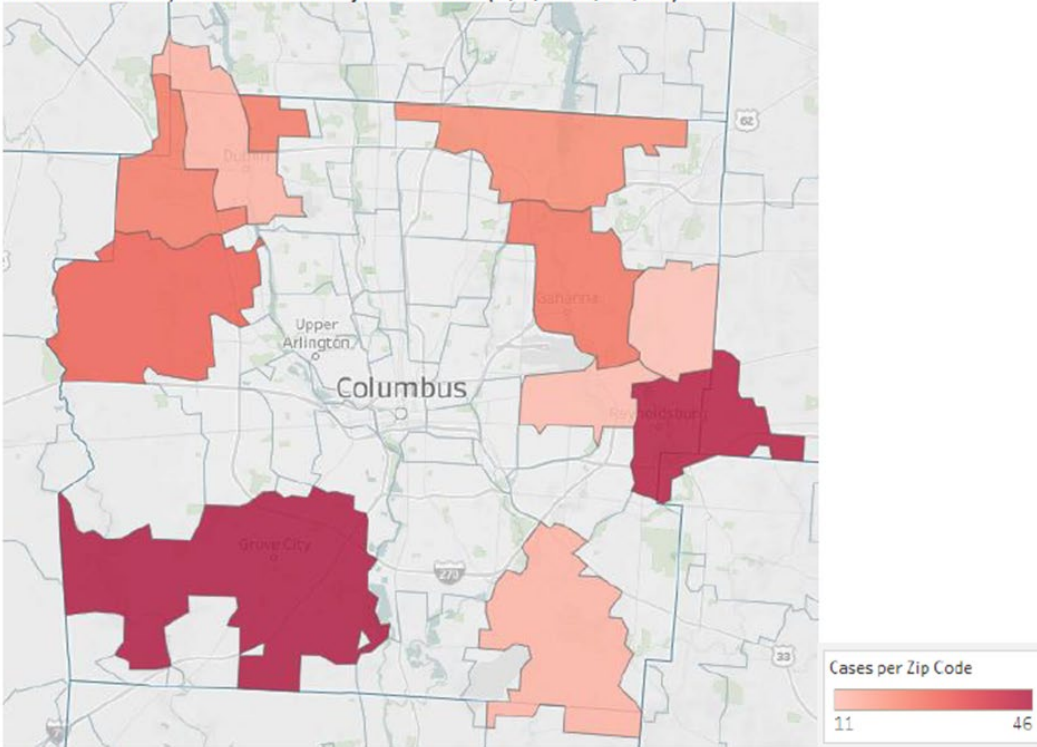 62
Dublin
Gahanna
Upper
Arlington
Columbus
Reynoldsburg
Grove City
270
33
Cases per Zip Code
11 46